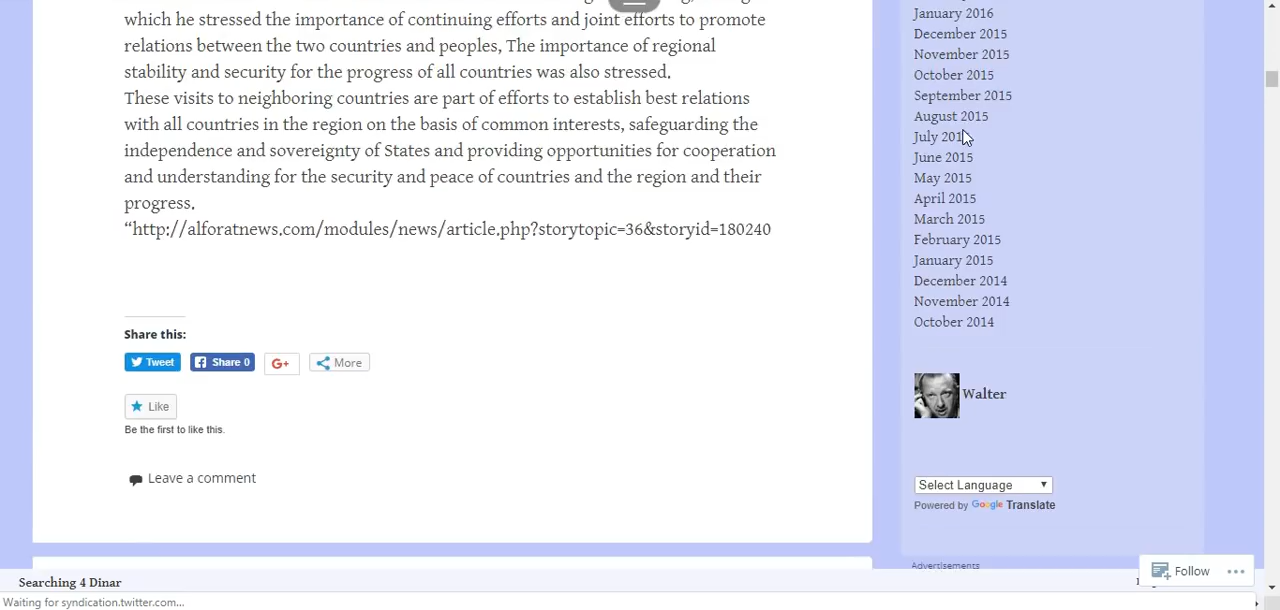 which he stressed the importance of continuing efforts and joint efforts to promote
relations between the two countries and peoples, The importance of regional
stability and security for the progress of all countries was also stressed.
These visits to neighboring countries are part of efforts to establish best relations
with all countries in the region on the basis of common interests, safeguarding the
independence and sovereignty of States and providing opportunities for cooperation
and understanding for the security and peace of countries and the region and their
progress.
“http://alforatnews.com/modules/news/article.php?storytopic=36&storyid=180240
Share this:
Tweet
Share 0
G+
More
Like
Be the first to like this.
Leave a comment
January 2016
December 2015
November 2015
October 2015
September 2015
August 2015
July 201
June 2015
May 2015
April 2015
March 2015
February 2015
January 2015
December 2014
November 2014
October 2014
Walter
Select Language
Powered by Google Translate
Advertisements
Follow
Searching 4 Dinar
Waiting for syndication.twitter.com...